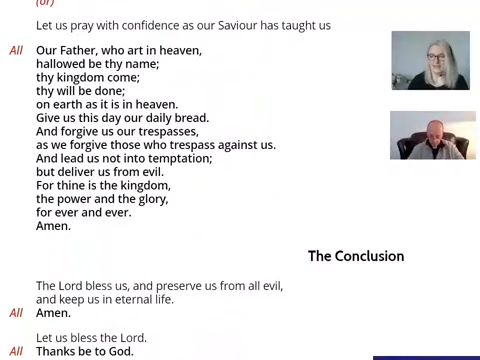 (or)
Let us pray with confidence as our Saviour has taught us
All Our Father, who art in heaven,
hallowed be thy name;
thy kingdom come;
thy will be done;
on earth as it is in heaven.
Give us this day our daily bread.
And forgive us our trespasses,
as we forgive those who trespass against us.
And lead us not into temptation;
but deliver us from evil.
For thine is the kingdom,
the power and the glory,
for ever and ever.
Amen.
The Conclusion
The Lord bless us, and preserve us from all evil,
and keep us in eternal life.
All Amen.
Let us bless the Lord.
All Thanks be to God.